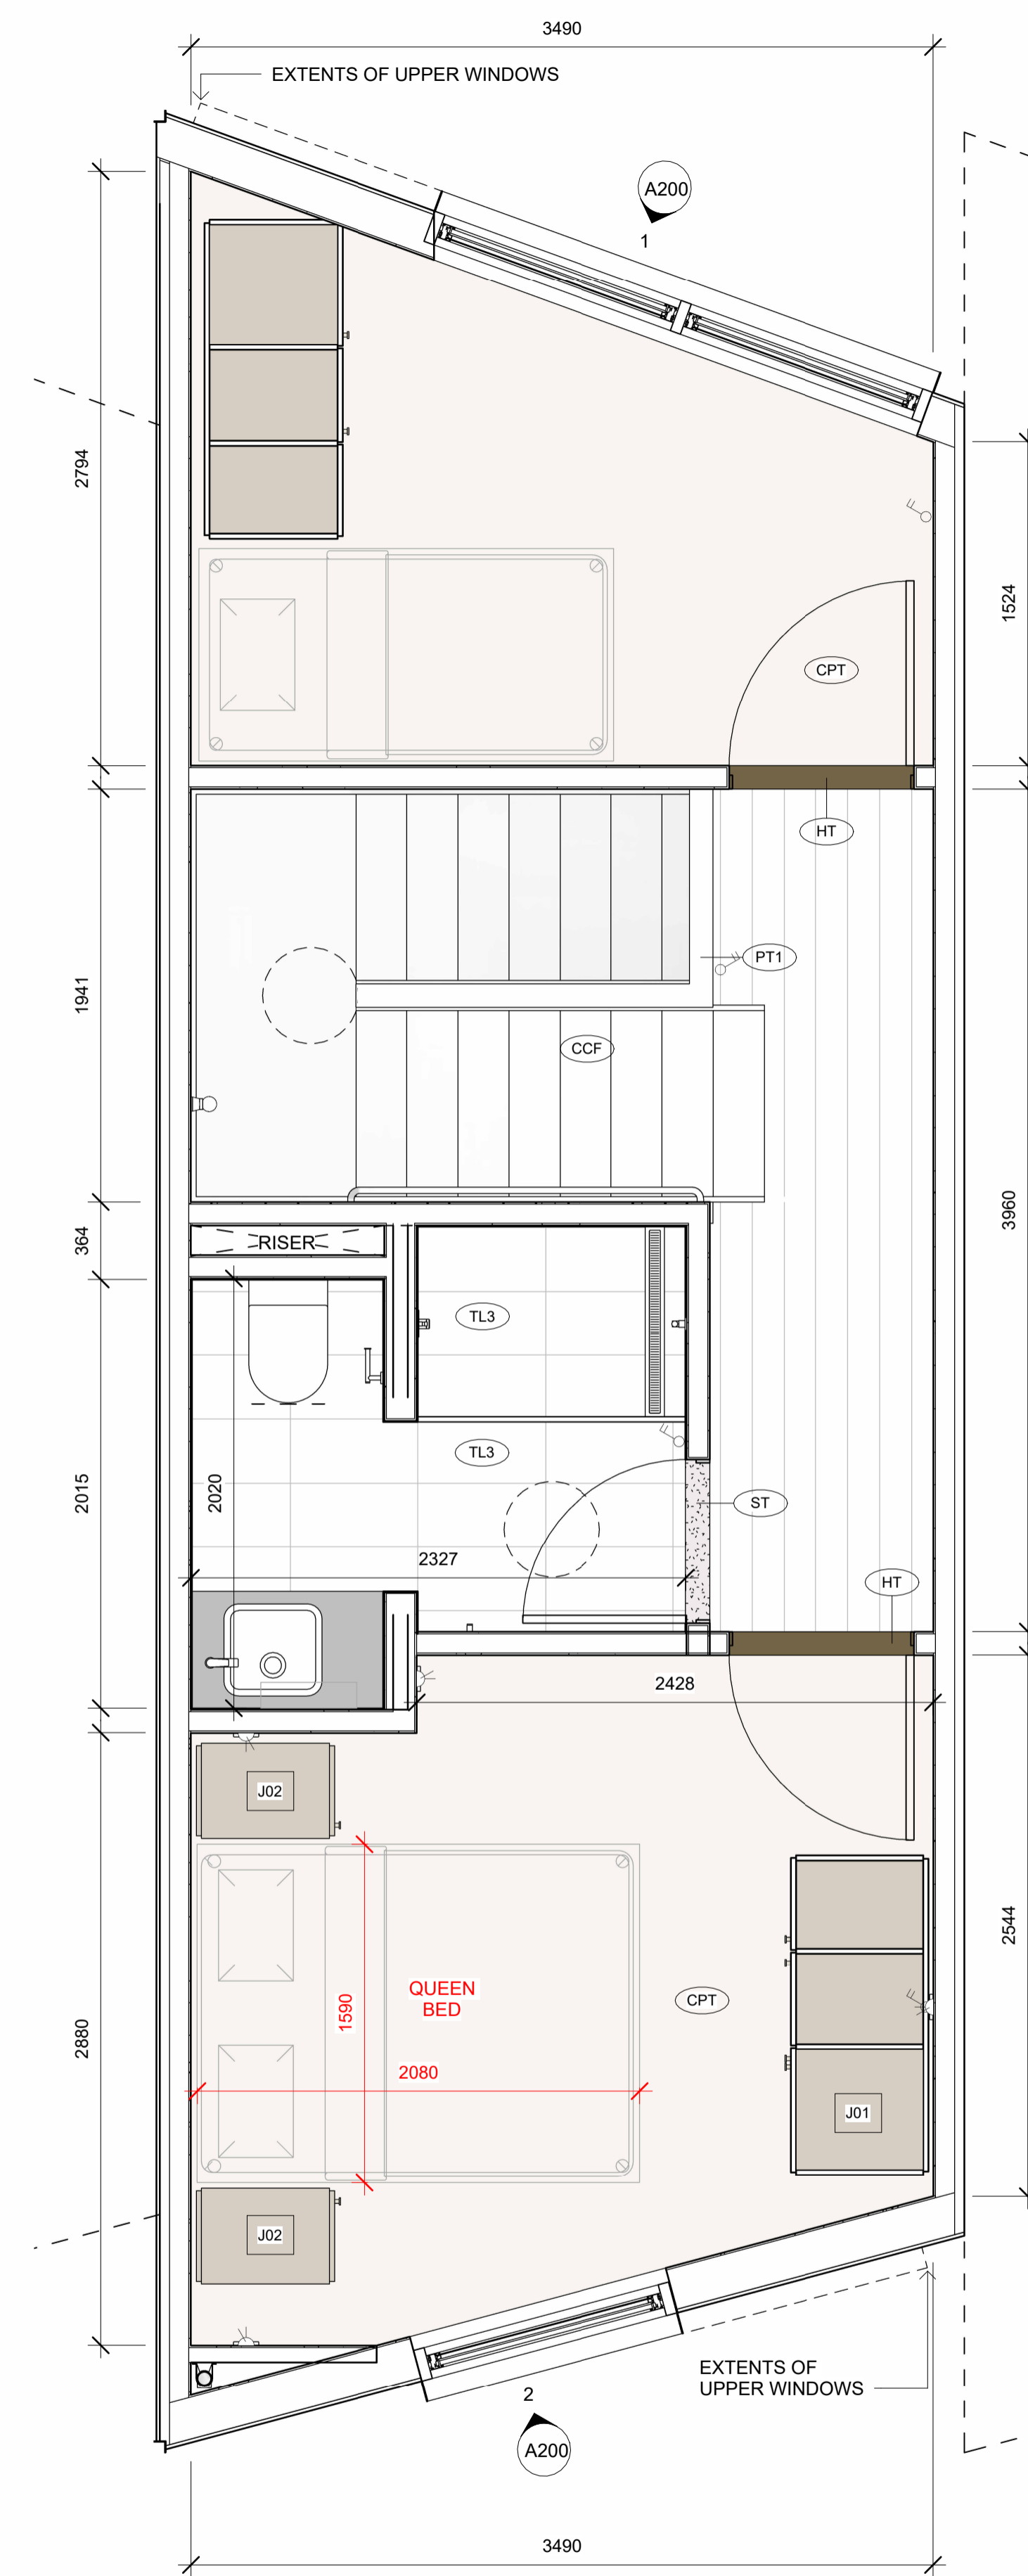 3490
EXTENTS OF UPPER WINDOWS
A200
1
2794
1524
CPT
HT
PT1
1941
CCF
3960
364
RISER
TL3
TL3
2015
2020
ST
2327
HT
2428
J02
QUEEN
BED
1590
CPT
2544
2880
2080
J01
J02
EXTENTS OF
UPPER WINDOWS
2
A200
3490